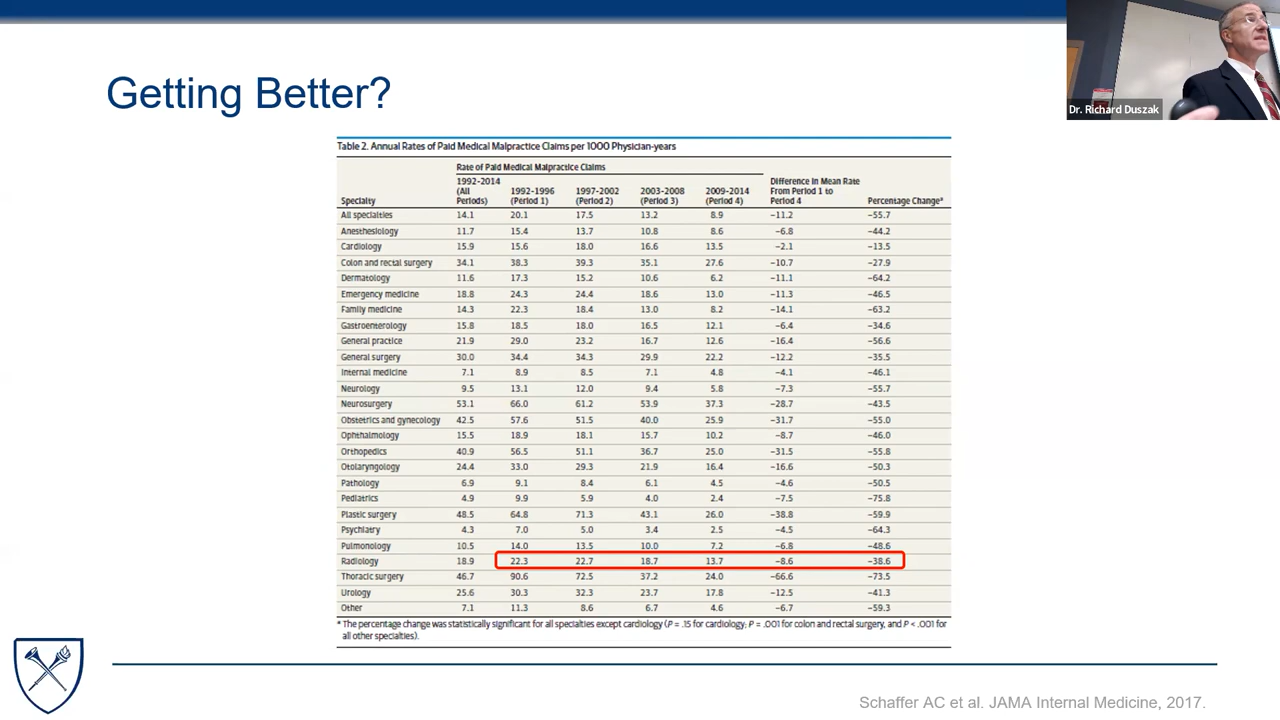 Getting Better?
Dr. Richard Duszak
Table 2. Annual Rates of Paid Medical Malpractice Claims per 1000 Physician-years
Rate of Paid Medical Malpractice Claims
Specialty 1992-2014 (All Periods) 1992-1996 (Period 1) 1997-2002 (Period 2) 2003-2008 (Period 3) 2009-2014 (Period 4) Difference in Mean Rate From Period 1 to Period 4 Percentage Changeᵃ
All specialties 14.1 20.1 17.5 13.2 8.9 −11.2 −55.7
Anesthesiology 11.7 15.4 13.7 10.8 8.6 −6.8 −44.2
Cardiology 15.9 15.6 18.0 16.6 13.5 −2.1 −13.5
Colon and rectal surgery 34.1 38.3 39.3 35.1 27.6 −10.7 −27.9
Dermatology 11.6 17.3 15.2 10.6 6.2 −11.1 −64.2
Emergency medicine 18.8 24.3 24.4 18.6 13.0 −11.3 −46.5
Family medicine 14.3 22.3 18.4 13.0 8.2 −14.1 −63.2
Gastroenterology 15.8 18.5 18.0 16.5 12.1 −6.4 −34.6
General practice 21.9 29.0 23.2 16.7 12.6 −16.4 −56.6
General surgery 30.0 34.4 34.3 29.9 22.2 −12.2 −35.5
Internal medicine 7.1 8.9 8.5 7.1 4.8 −4.1 −46.1
Neurology 9.5 13.1 12.0 9.4 5.8 −7.3 −55.7
Neurosurgery 53.1 66.0 61.2 53.9 37.3 −28.7 −43.5
Obstetrics and gynecology 42.5 57.6 51.5 40.0 25.9 −31.7 −55.0
Ophthalmology 15.5 18.9 18.1 15.7 10.2 −8.7 −46.0
Orthopedics 40.9 56.5 51.1 36.7 25.0 −31.5 −55.8
Otolaryngology 24.4 33.0 29.3 21.9 16.4 −16.6 −50.3
Pathology 6.9 9.1 8.4 6.1 4.5 −4.6 −50.5
Pediatrics 4.9 9.9 5.9 4.0 2.4 −7.5 −75.8
Plastic surgery 48.5 64.8 71.3 43.1 26.0 −38.8 −59.9
Psychiatry 4.3 7.0 5.0 3.4 2.5 −4.5 −64.3
Pulmonology 10.5 14.0 13.5 10.0 7.2 −6.8 −48.6
Radiology 18.9 22.3 22.7 18.7 13.7 −8.6 −38.6
Thoracic surgery 46.7 90.6 72.5 37.2 24.0 −66.6 −73.5
Urology 25.6 30.3 32.3 23.7 17.8 −12.5 −41.3
Other 7.1 11.3 8.6 6.7 4.6 −6.7 −59.3
ᵃ The percentage change was statistically significant for all specialties except cardiology (P = .15 for cardiology; P = .001 for colon and rectal surgery, and P < .001 for
all other specialties).
Schaffer AC et al. JAMA Internal Medicine, 2017.